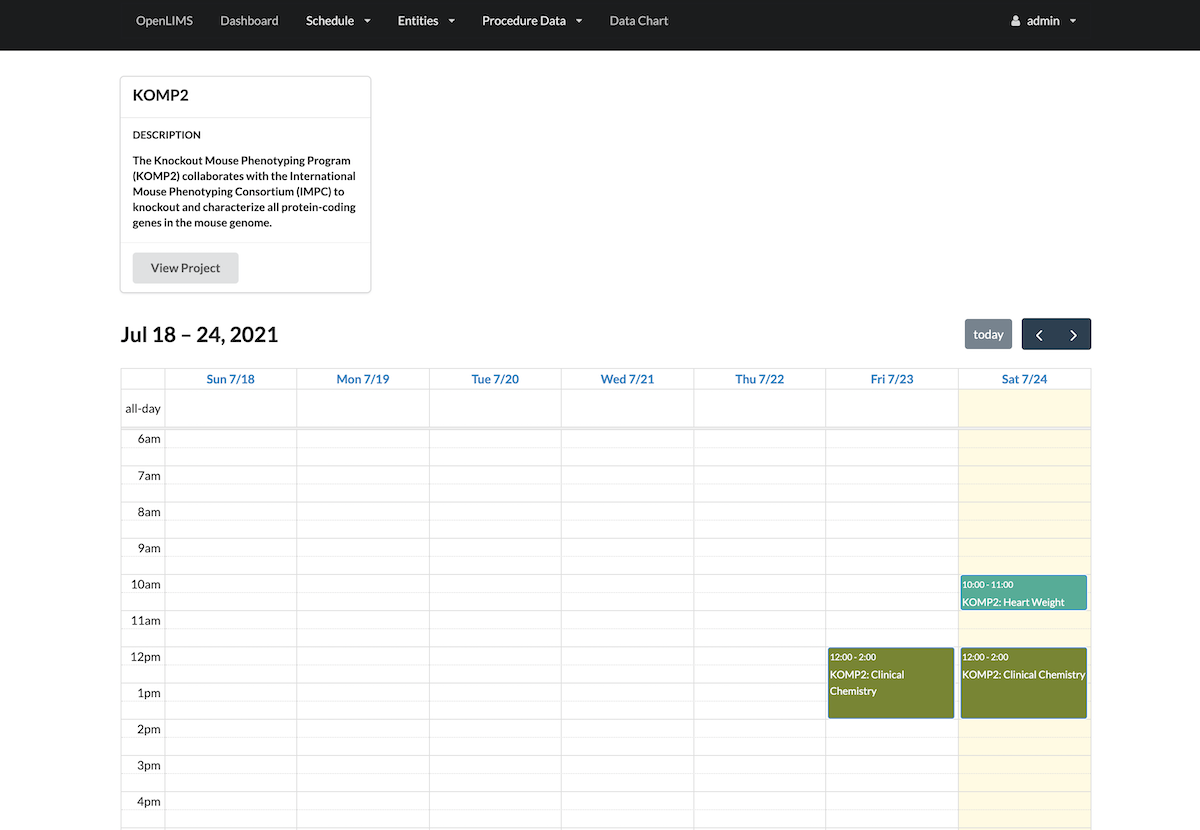 OpenLIMS Dashboard Schedule Entities Procedure Data Data Chart admin
KOMP2
DESCRIPTION
The Knockout Mouse Phenotyping Program
(KOMP2) collaborates with the International
Mouse Phenotyping Consortium (IMPC) to
knockout and characterize all protein-coding
genes in the mouse genome.
View Project
Jul 18 – 24, 2021
today
Sun 7/18 Mon 7/19 Tue 7/20 Wed 7/21 Thu 7/22 Fri 7/23 Sat 7/24
all-day
6am
7am
8am
9am
10am
10:00 - 11:00
KOMP2: Heart Weight
11am
12pm
12:00 - 2:00
KOMP2: Clinical
Chemistry
12:00 - 2:00
KOMP2: Clinical Chemistry
1pm
2pm
3pm
4pm